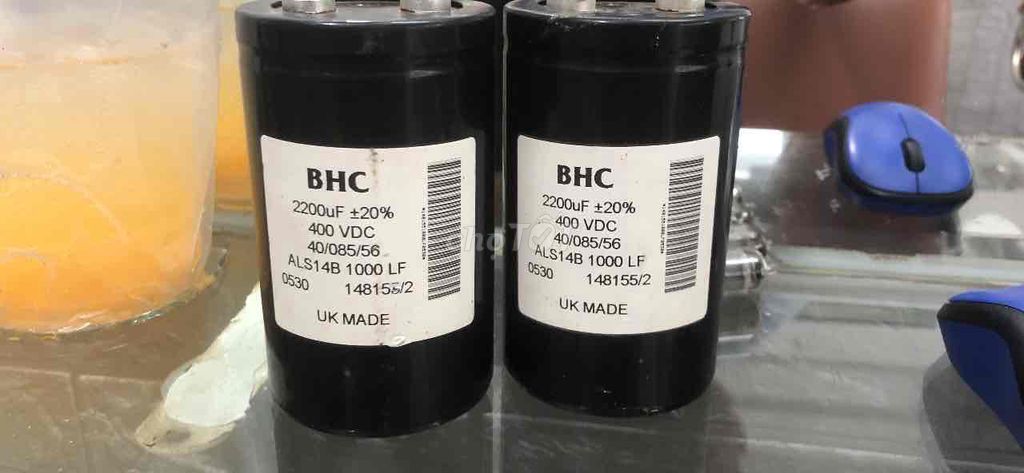 BHC
2200uF ±20%
400 VDC
40/085/56
ALS14B 1000 LF
0530 148155/2
UK MADE
BHC
2200uF ±20%
400 VDC
40/085/56
ALS14B 1000 LF
0530 148155/2
UK MADE